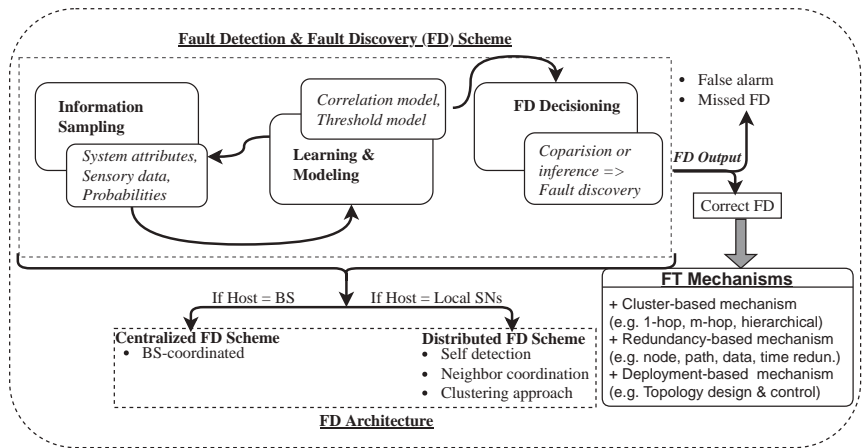 Fault Detection & Fault Discovery (FD) Scheme
Information
Sampling
System attributes,
Sensory data,
Probabilities
Correlation model,
Threshold model
Learning &
Modeling
FD Decisioning
Coparision or
inference =>
Fault discovery
• False alarm
• Missed FD
FD Output
Correct FD
If Host = BS
If Host = Local SNs
Centralized FD Scheme
• BS-coordinated
Distributed FD Scheme
• Self detection
• Neighbor coordination
• Clustering approach
FD Architecture
FT Mechanisms
+ Cluster-based mechanism
(e.g. 1-hop, m-hop, hierarchical)
+ Redundancy-based mechanism
(e.g. node, path, data, time redun.)
+ Deployment-based mechanism
(e.g. Topology design & control)